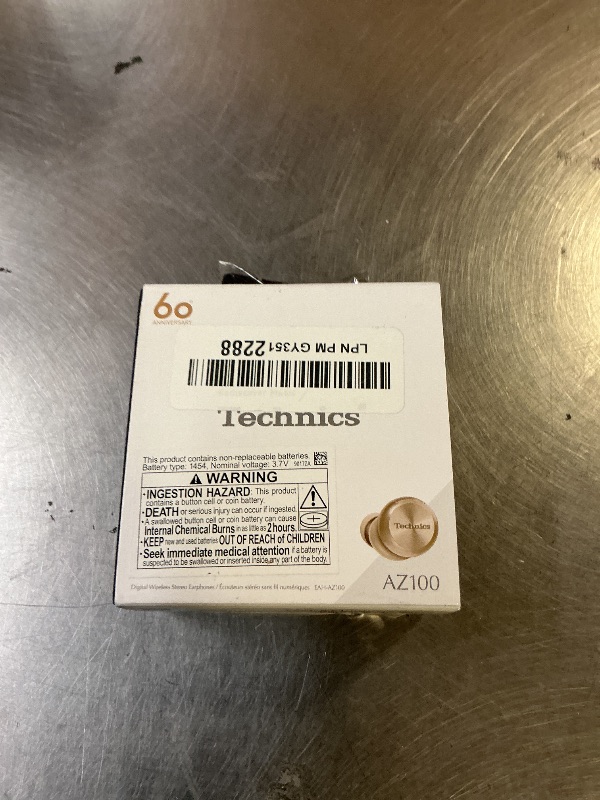 60
ANNIVERSARY
LPN PM GY3512288
Technics
This product contains non-replaceable batteries.
Battery type: 1454, Nominal voltage: 3.7V 98172A
WARNING
•INGESTION HAZARD: This product
contains a button cell or coin battery.
•DEATH or serious injury can occur if ingested.
•A swallowed button cell or coin battery can cause
Internal Chemical Burns in as little as 2 hours.
•KEEP new and used batteries OUT OF REACH of CHILDREN
•Seek immediate medical attention if a battery is
suspected to be swallowed or inserted inside any part of the body.
Technics
Digital Wireless Stereo Earphones / Écouteurs stéréo sans fil numériques EAH-AZ100
AZ100